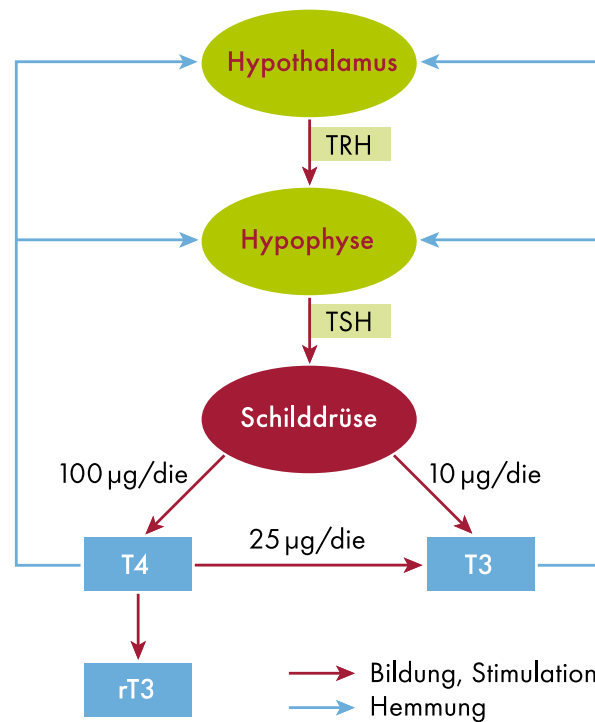 Hypothalamus
TRH
Hypophyse
TSH
Schilddrüse
100 µg/die
10 µg/die
25 µg/die
T4
T3
rT3
Bildung, Stimulation
Hemmung